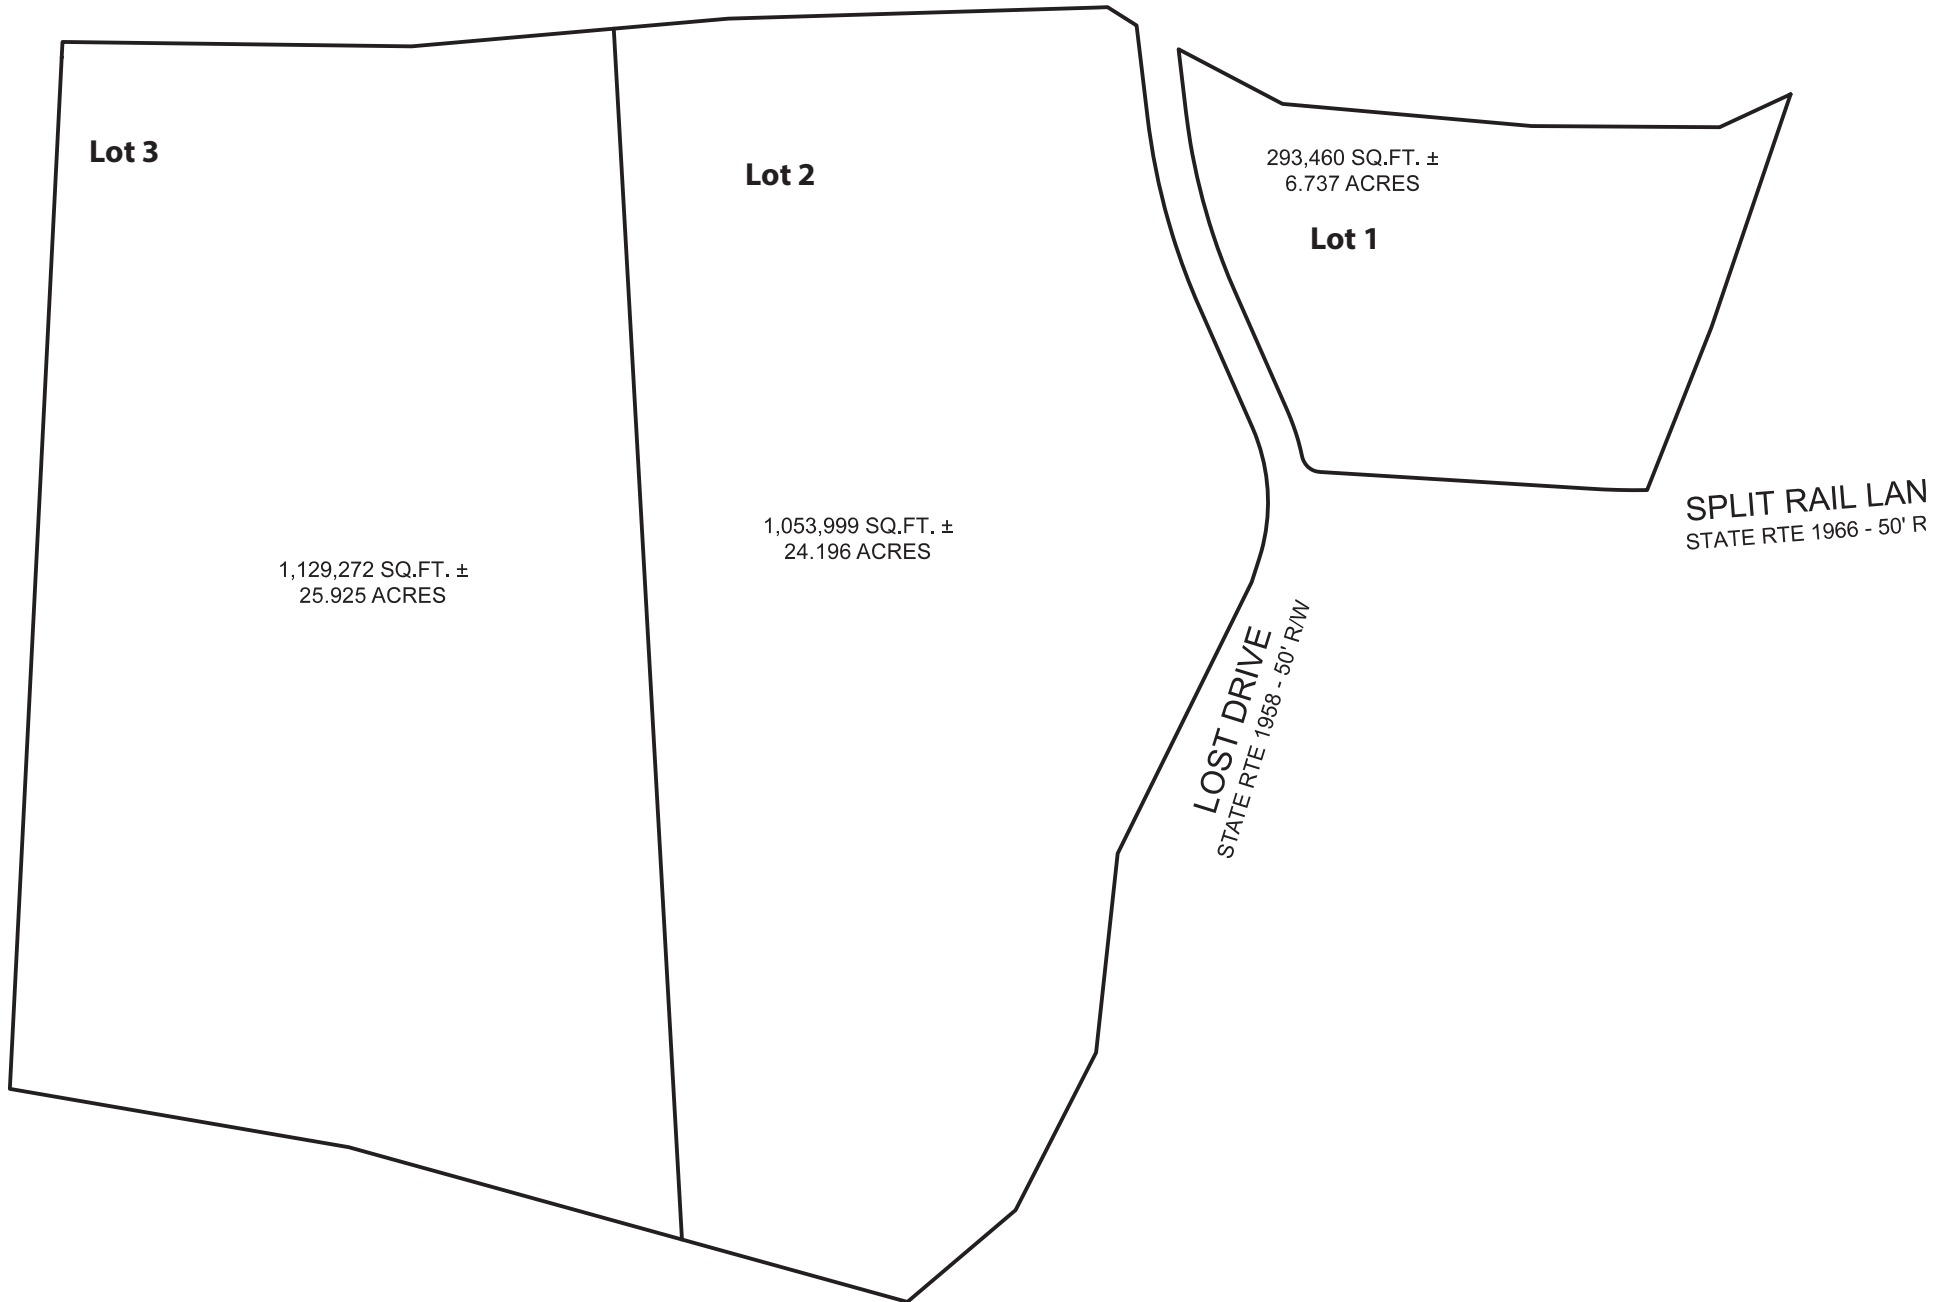 Lot 3
Lot 2
293,460 SQ.FT. ±
6.737 ACRES
Lot 1
1,129,272 SQ.FT. ±
25.925 ACRES
1,053,999 SQ.FT. ±
24.196 ACRES
SPLIT RAIL LAN
STATE RTE 1966 - 50' R
LOST DRIVE
STATE RTE 1958 - 50' R/W